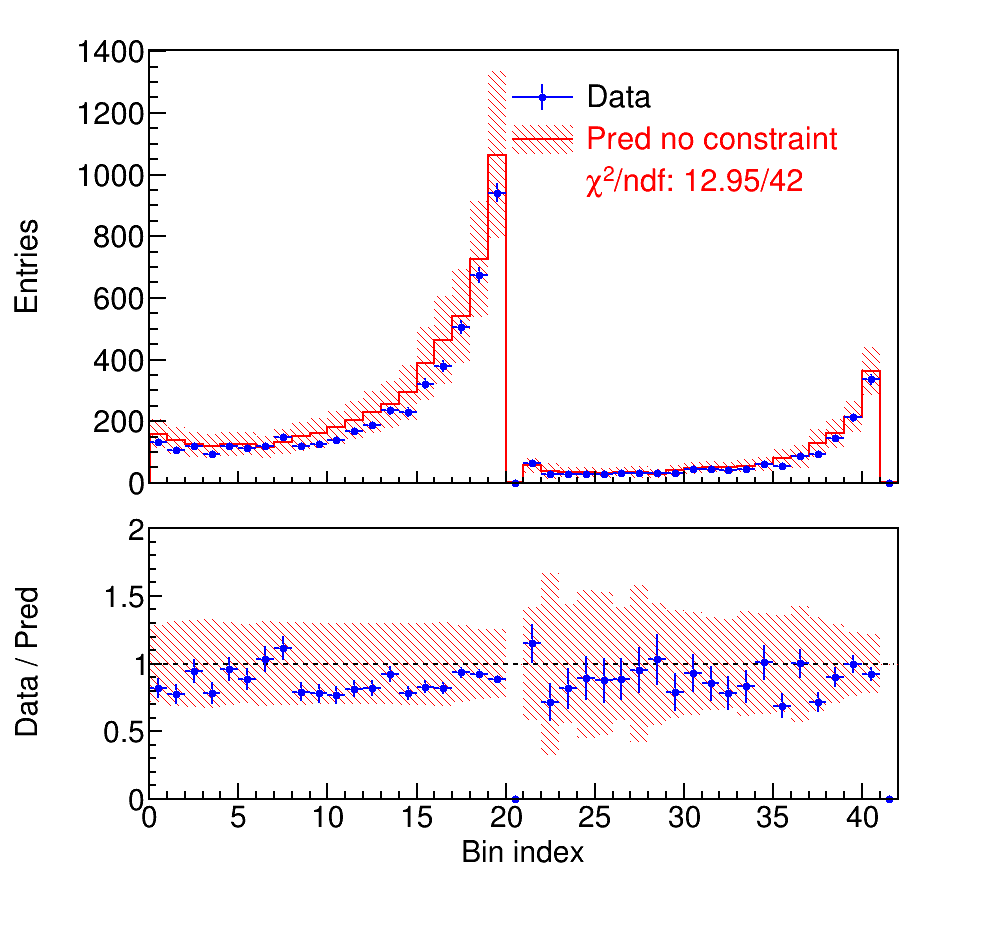 1400
1200
1000
800
600
400
200
0
Entries
Data
Pred no constraint
χ²/ndf: 12.95/42
2
1.5
1
0.5
0
Data / Pred
0 5 10 15 20 25 30 35 40
Bin index